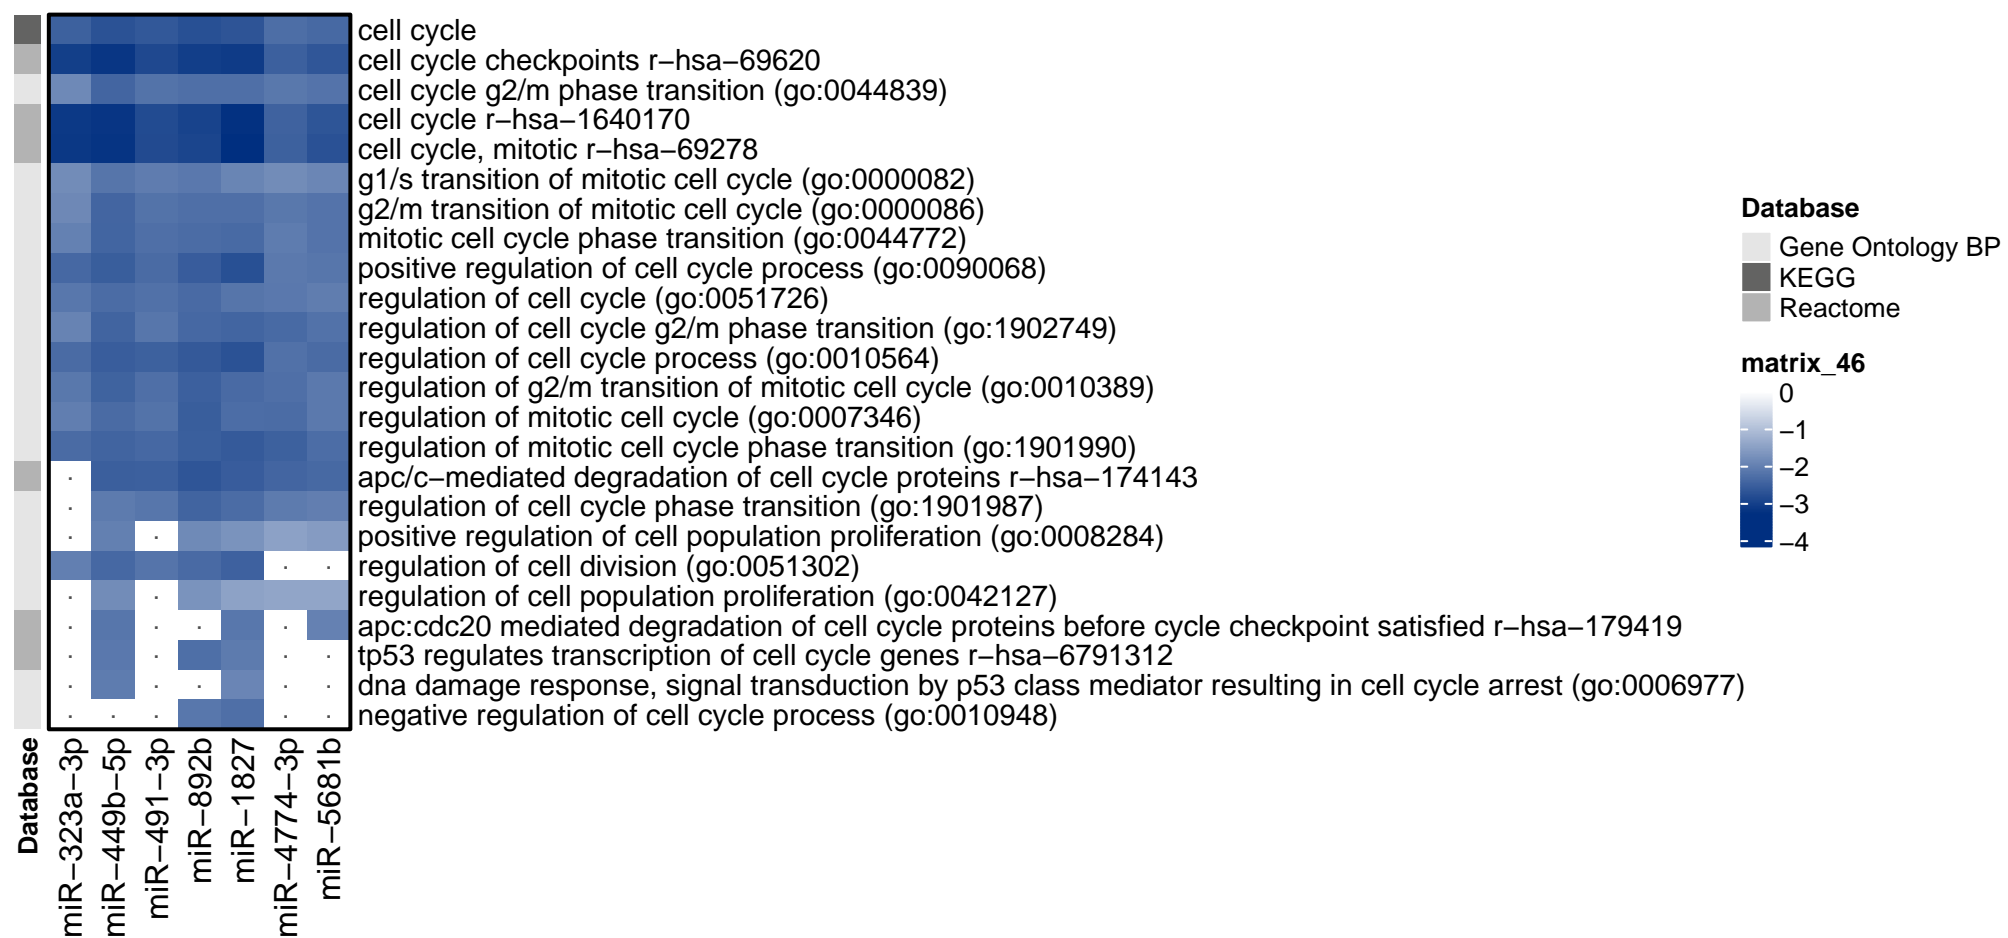 cell cycle
cell cycle checkpoints r−hsa−69620
cell cycle g2/m phase transition (go:0044839)
cell cycle r−hsa−1640170
cell cycle, mitotic r−hsa−69278
g1/s transition of mitotic cell cycle (go:0000082)
g2/m transition of mitotic cell cycle (go:0000086)
mitotic cell cycle phase transition (go:0044772)
positive regulation of cell cycle process (go:0090068)
regulation of cell cycle (go:0051726)
regulation of cell cycle g2/m phase transition (go:1902749)
regulation of cell cycle process (go:0010564)
regulation of g2/m transition of mitotic cell cycle (go:0010389)
regulation of mitotic cell cycle (go:0007346)
regulation of mitotic cell cycle phase transition (go:1901990)
apc/c−mediated degradation of cell cycle proteins r−hsa−174143
regulation of cell cycle phase transition (go:1901987)
positive regulation of cell population proliferation (go:0008284)
regulation of cell division (go:0051302)
regulation of cell population proliferation (go:0042127)
apc:cdc20 mediated degradation of cell cycle proteins before cycle checkpoint satisfied r−hsa−179419
tp53 regulates transcription of cell cycle genes r−hsa−6791312
dna damage response, signal transduction by p53 class mediator resulting in cell cycle arrest (go:0006977)
negative regulation of cell cycle process (go:0010948)
Database
miR−323a−3p
miR−449b−5p
miR−491−3p
miR−892b
miR−1827
miR−4774−3p
miR−5681b
Database
Gene Ontology BP
KEGG
Reactome
matrix_46
0
−1
−2
−3
−4